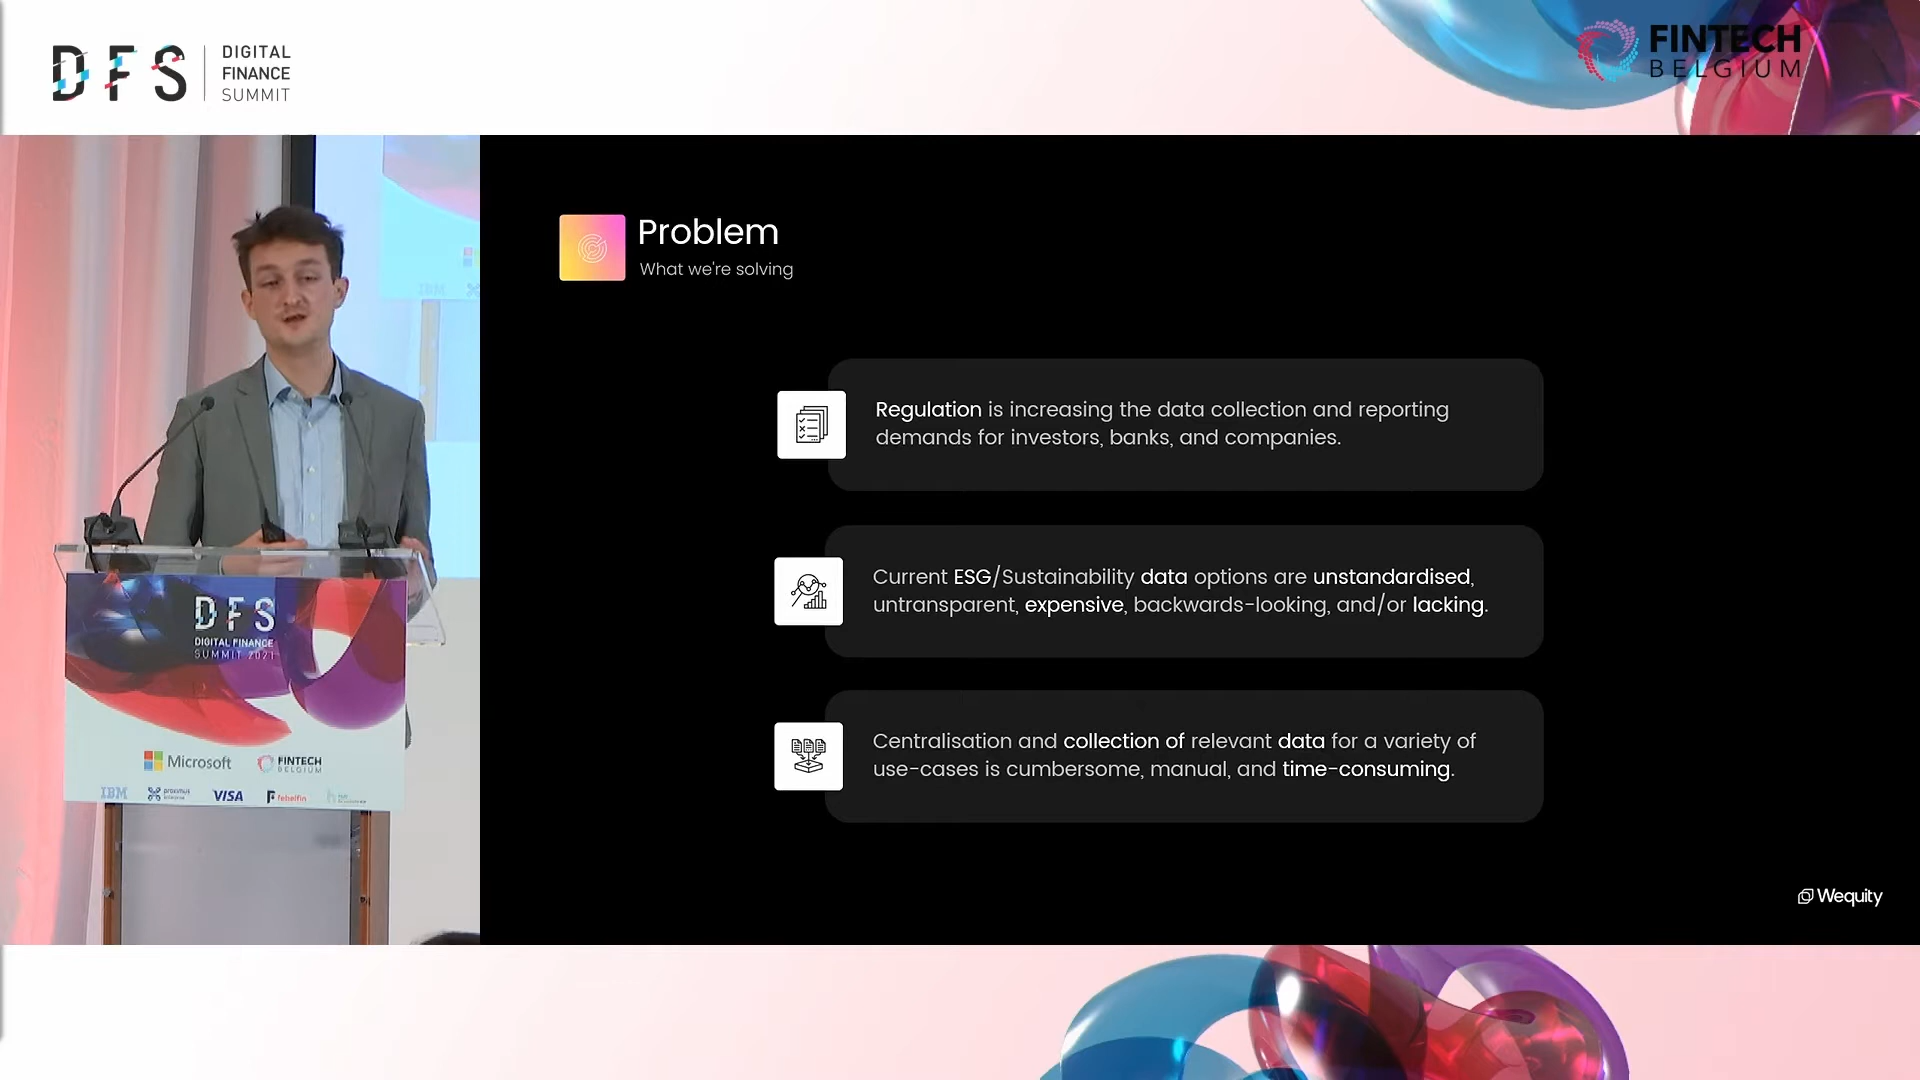 DFS
DIGITAL
FINANCE
SUMMIT
FINTECH
BELGIUM
Problem
What we're solving
Regulation is increasing the data collection and reporting
demands for investors, banks, and companies.
Current ESG/Sustainability data options are unstandardised,
untransparent, expensive, backwards-looking, and/or lacking.
Centralisation and collection of relevant data for a variety of
use-cases is cumbersome, manual, and time-consuming.
Wequity
IBM
DFS
DIGITAL FINANCE
SUMMIT 2021
Microsoft
FINTECH
BELGIUM
IBM
proximus
VISA
febelfin